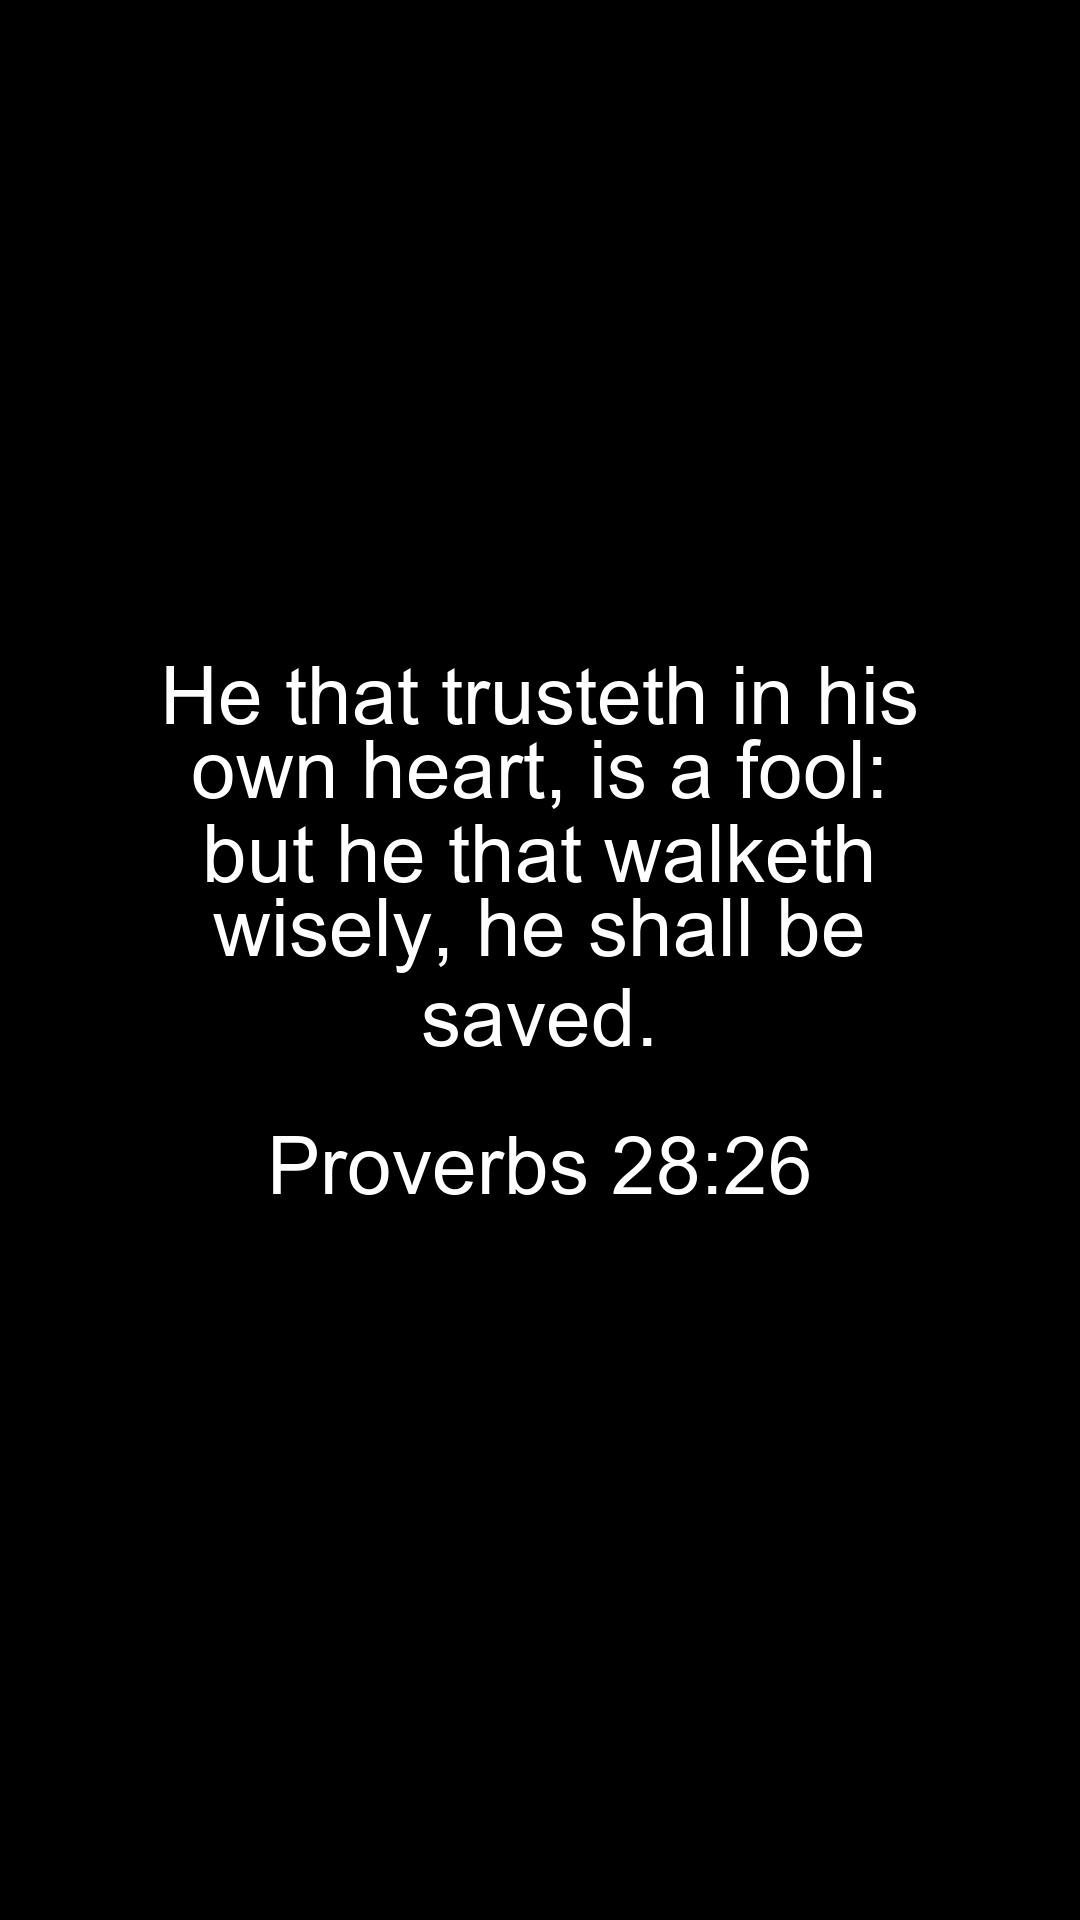 He that trusteth in his
own heart, is a fool:
but he that walketh
wisely, he shall be
saved.
Proverbs 28:26